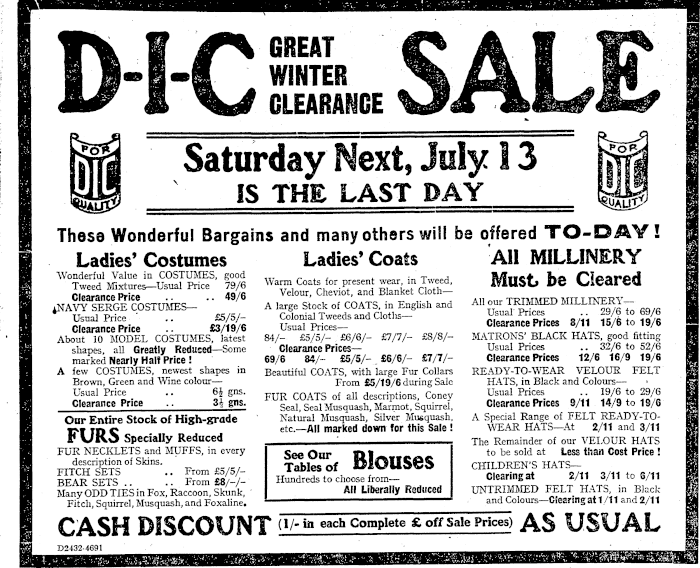 D-I-C GREAT WINTER CLEARANCE SALE
FOR DIC QUALITY
Saturday Next, July 13
IS THE LAST DAY
FOR DIC QUALITY
These Wonderful Bargains and many others will be offered TO-DAY!
Ladies' Costumes
Wonderful Value in COSTUMES, good
Tweed Mixtures—Usual Price 79/6
Clearance Price .. .. 49/6
NAVY SERGE COSTUMES—
Usual Price .. £5/5/-
Clearance Price .. £3/19/6
About 10 MODEL COSTUMES, latest
shapes, all Greatly Reduced—Some
marked Nearly Half Price!
A few COSTUMES, newest shapes in
Brown, Green and Wine colour—
Usual Price .. 6½ gns.
Clearance Price .. 3½ gns.
Our Entire Stock of High-grade
FURS Specially Reduced
FUR NECKLETS and MUFFS, in every
description of Skins.
FITCH SETS .. From £5/5/-
BEAR SETS .. .. From £8/-/-
Many ODD TIES in Fox, Raccoon, Skunk,
Fitch, Squirrel, Musquash, and Foxaline.
Ladies' Coats
Warm Coats for present wear, in Tweed,
Velour, Cheviot, and Blanket Cloth—
A large Stock of COATS, in English and
Colonial Tweeds and Cloths—
Usual Prices—
84/- £5/5/- £6/6/- £7/7/- £8/8/-
Clearance Prices—
69/6 84/- £5/5/- £6/6/- £7/7/-
Beautiful COATS, with large Fur Collars
From £5/19/6 during Sale
FUR COATS of all descriptions, Coney
Seal, Seal Musquash, Marmot, Squirrel,
Natural Musquash, Silver Musquash,
etc.—All marked down for this Sale!
See Our
Tables of Blouses
Hundreds to choose from—
All Liberally Reduced
All MILLINERY
Must be Cleared
All our TRIMMED MILLINERY—
Usual Prices .. 29/6 to 69/6
Clearance Prices 8/11 15/6 to 19/6
MATRONS' BLACK HATS, good fitting
Usual Prices .. 32/6 to 52/6
Clearance Prices 12/6 16/9 19/6
READY-TO-WEAR VELOUR FELT
HATS, in Black and Colours—
Usual Prices .. 19/6 to 29/6
Clearance Prices 9/11 14/9 to 19/6
A Special Range of FELT READY-TO-
WEAR HATS—At 2/11 and 3/11
The Remainder of our VELOUR HATS
to be sold at Less than Cost Price!
CHILDREN'S HATS—
Clearing at 2/11 3/11 to 6/11
UNTRIMMED FELT HATS, in Black
and Colours—Clearing at 1/11 and 2/11
CASH DISCOUNT (1/- in each Complete £ off Sale Prices) AS USUAL
D2432-4691